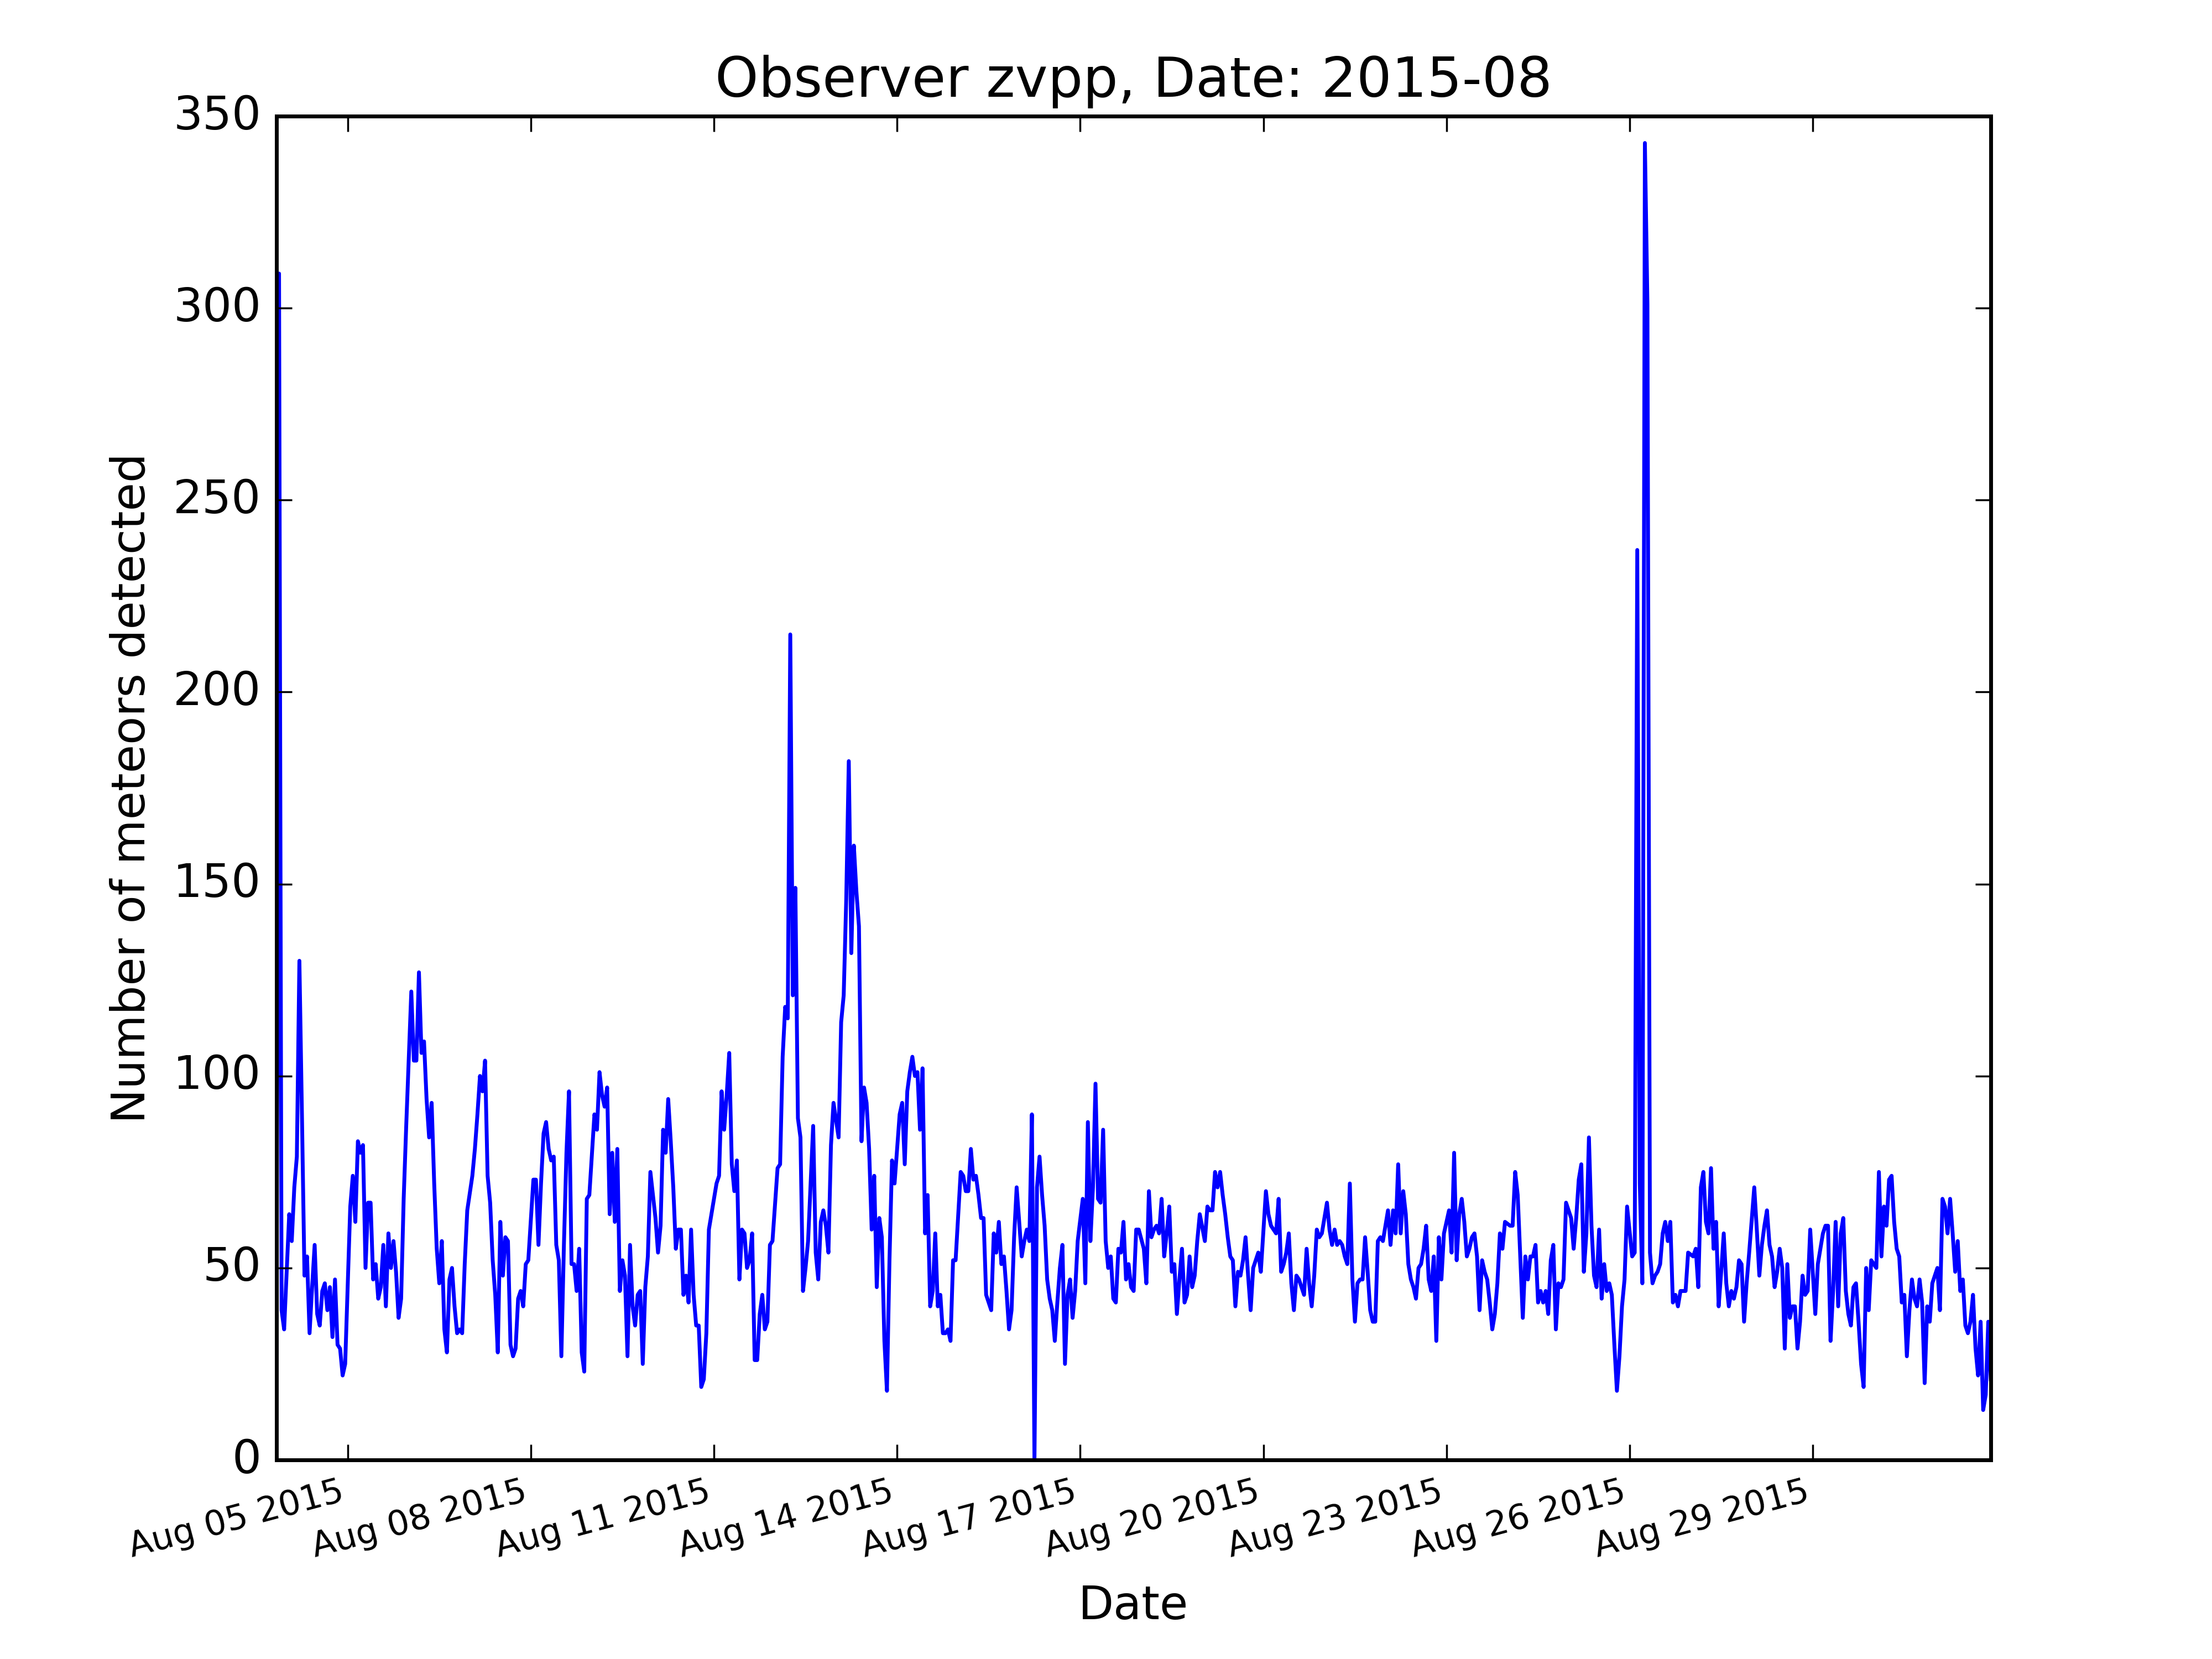 Observer zvpp, Date: 2015-08
350
300
250
200
150
100
50
0
Number of meteors detected
Aug 05 2015
Aug 08 2015
Aug 11 2015
Aug 14 2015
Aug 17 2015
Aug 20 2015
Aug 23 2015
Aug 26 2015
Aug 29 2015
Date